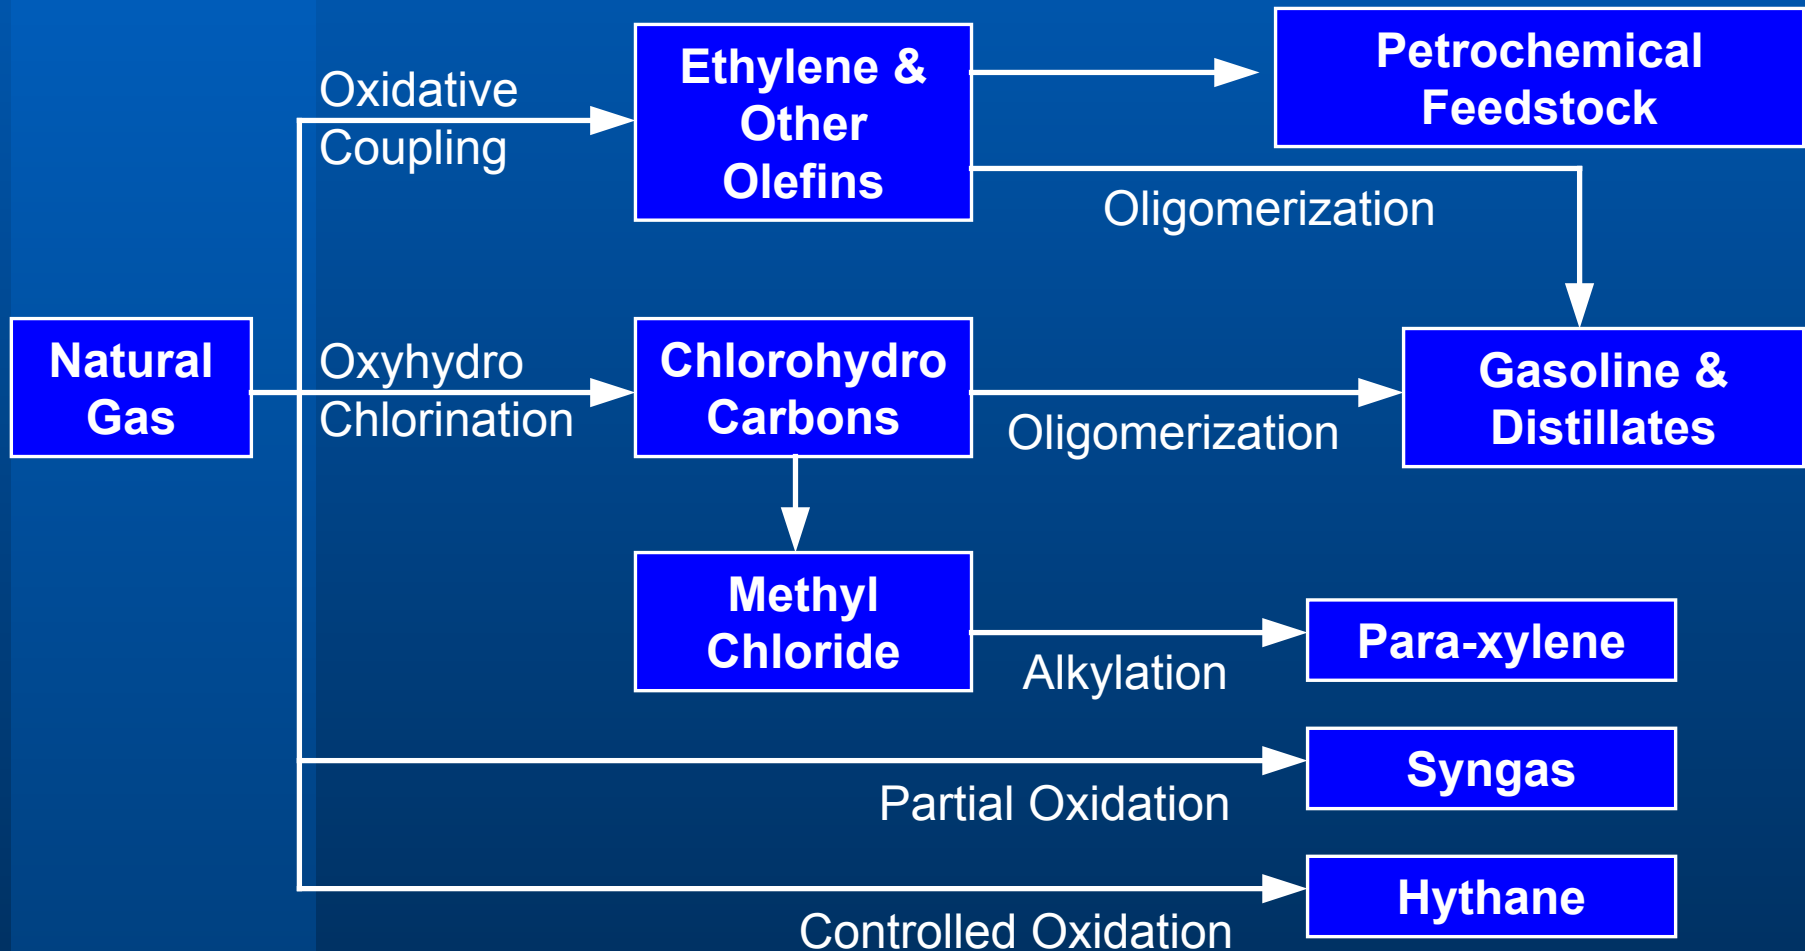 Oxidative
Coupling
Ethylene &
Other
Olefins
Petrochemical
Feedstock
Oligomerization
Natural
Gas
Oxyhydro
Chlorination
Chlorohydro
Carbons
Oligomerization
Gasoline &
Distillates
Methyl
Chloride
Alkylation
Para-xylene
Partial Oxidation
Syngas
Controlled Oxidation
Hythane